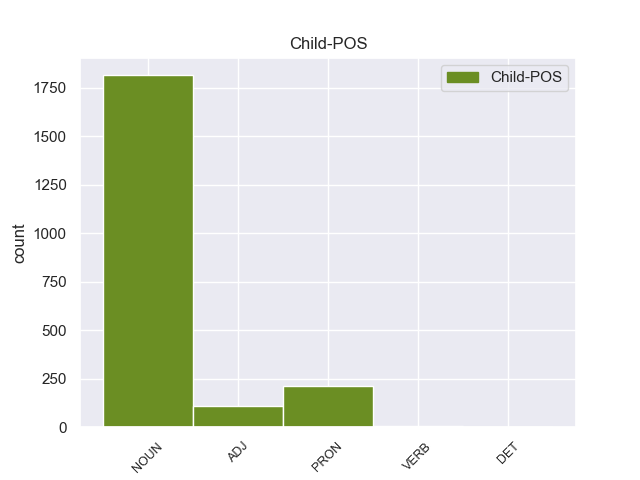 Child-POS
Child-POS
count
1750
1500
1250
1000
750
500
250
0
NOUN
ADJ
PRON
VERB
DET